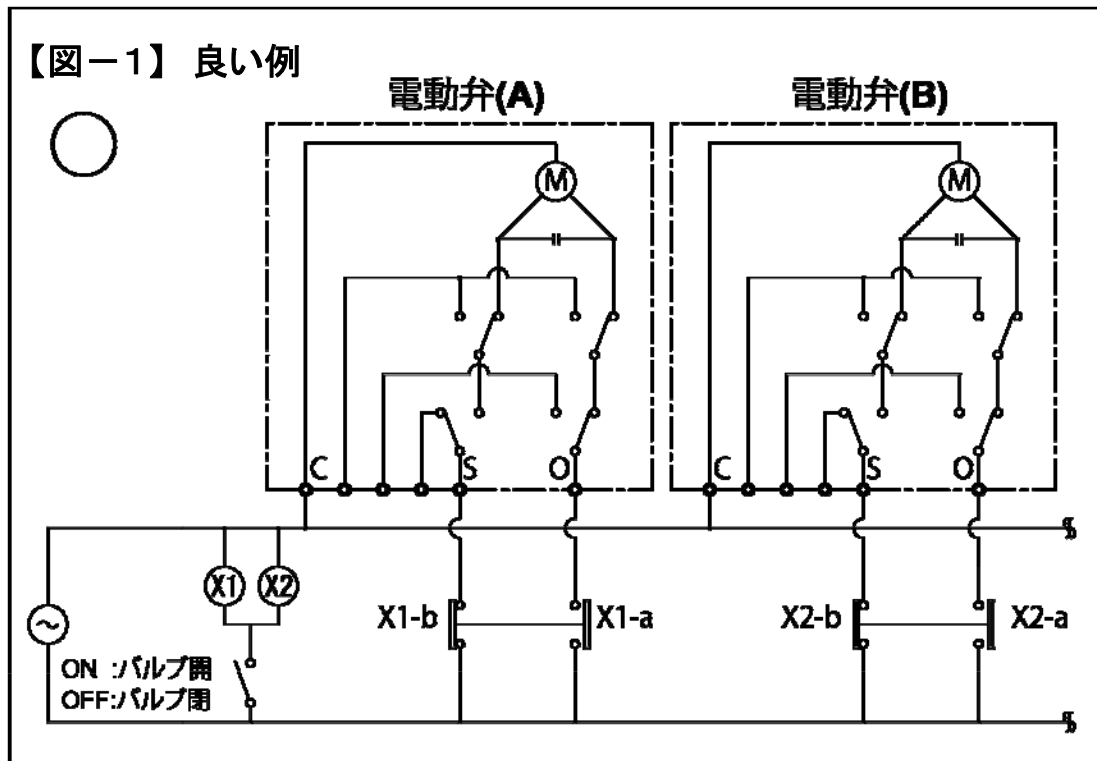 【図－1】 良い例
電動弁(A)
電動弁(B)
M
M
C
S
O
C
S
O
X1
X2
X1-b
X1-a
X2-b
X2-a
ON :バルブ開
OFF:バルブ閉